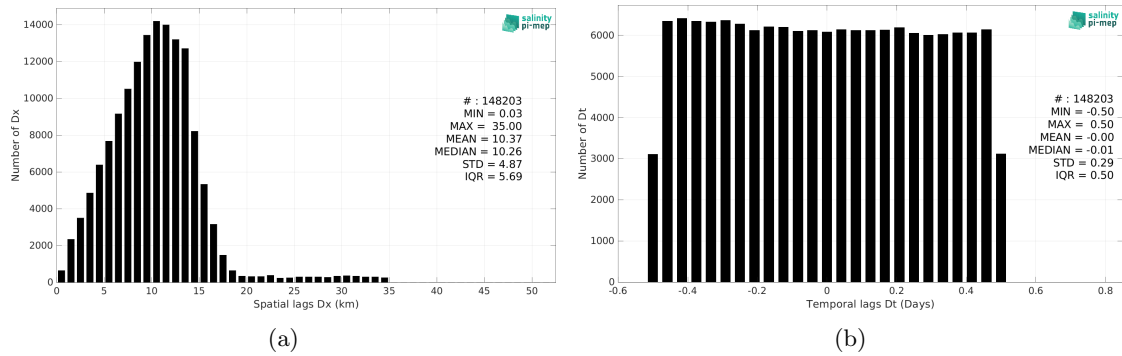 14000
12000
10000
8000
6000
4000
2000
0
Number of Dx
0 5 10 15 20 25 30 35 40 45 50
Spatial lags Dx (km)
salinity
pi-mep
# : 148203
MIN = 0.03
MAX = 35.00
MEAN = 10.37
MEDIAN = 10.26
STD = 4.87
IQR = 5.69
(a)
6000
5000
4000
3000
2000
1000
0
Number of Dt
-0.6 -0.4 -0.2 0 0.2 0.4 0.6 0.8
Temporal lags Dt (Days)
salinity
pi-mep
# : 148203
MIN = -0.50
MAX = 0.50
MEAN = -0.00
MEDIAN = -0.01
STD = 0.29
IQR = 0.50
(b)